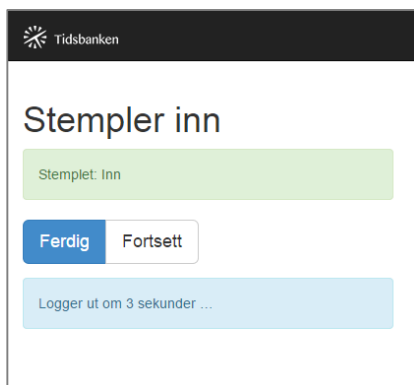 Tidsbanken
Stempler inn
Stemplet: Inn
Ferdig Fortsett
Logger ut om 3 sekunder ...